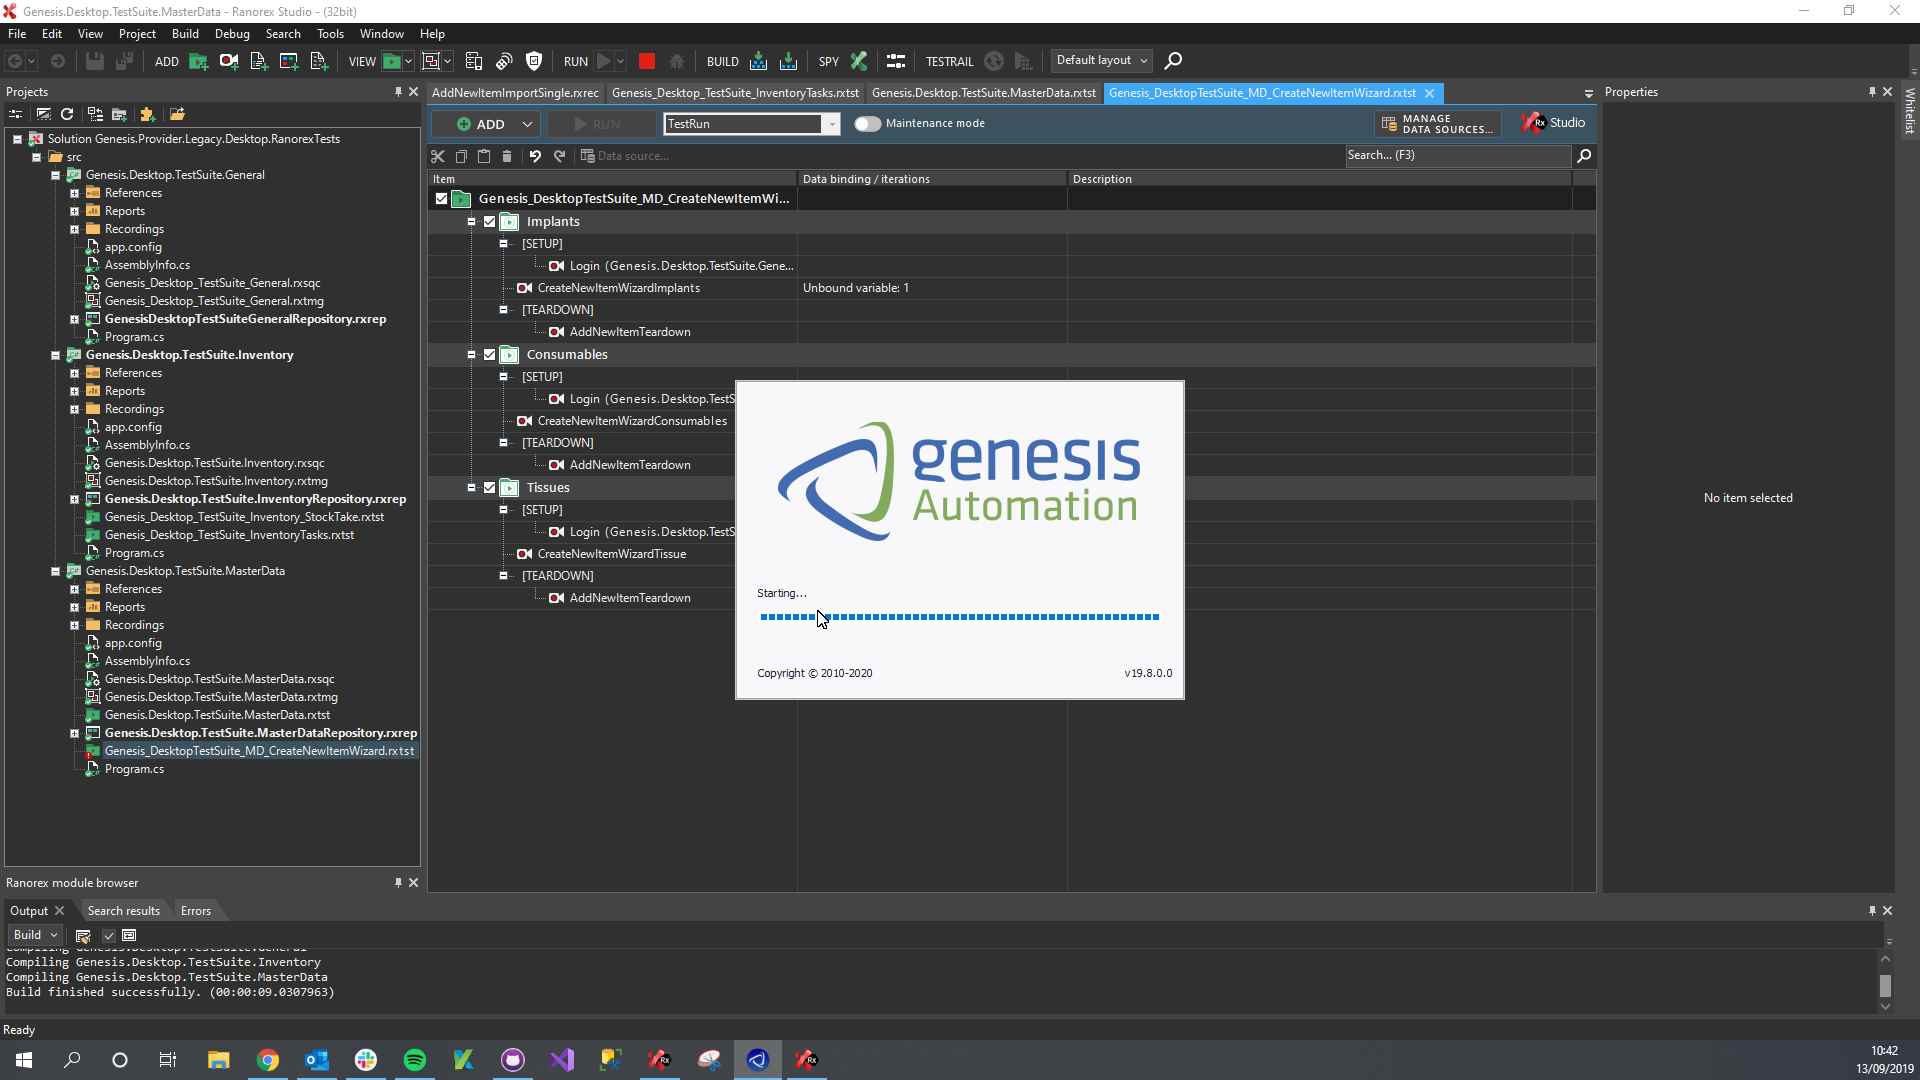 Genesis.Desktop.TestSuite.MasterData - Ranorex Studio - (32bit)
File Edit View Project Build Debug Search Tools Window Help
ADD VIEW RUN BUILD SPY TESTRAIL Default layout
Projects
Solution Genesis.Provider.Legacy.Desktop.RanorexTests
src
Genesis.Desktop.TestSuite.General
References
Reports
Recordings
app.config
AssemblyInfo.cs
Genesis_Desktop_TestSuite_General.rxsqc
Genesis_Desktop_TestSuite_General.rxtmg
GenesisDesktopTestSuiteGeneralRepository.rxrep
Program.cs
Genesis.Desktop.TestSuite.Inventory
References
Reports
Recordings
app.config
AssemblyInfo.cs
Genesis.Desktop.TestSuite.Inventory.rxsqc
Genesis.Desktop.TestSuite.Inventory.rxtmg
Genesis.Desktop.TestSuite.InventoryRepository.rxrep
Genesis_Desktop_TestSuite_Inventory_StockTake.rxtst
Genesis_Desktop_TestSuite_InventoryTasks.rxtst
Program.cs
Genesis.Desktop.TestSuite.MasterData
References
Reports
Recordings
app.config
AssemblyInfo.cs
Genesis.Desktop.TestSuite.MasterData.rxsqc
Genesis.Desktop.TestSuite.MasterData.rxtmg
Genesis.Desktop.TestSuite.MasterData.rxtst
Genesis.Desktop.TestSuite.MasterDataRepository.rxrep
Genesis_DesktopTestSuite_MD_CreateNewItemWizard.rxtst
Program.cs
Ranorex module browser
AddNewItemImportSingle.rxrec Genesis_Desktop_TestSuite_InventoryTasks.rxtst Genesis.Desktop.TestSuite.MasterData.rxtst Genesis_DesktopTestSuite_MD_CreateNewItemWizard.rxtst
ADD RUN TestRun Maintenance mode MANAGE DATA SOURCES... Rx Studio
Data source... Search... (F3)
Item Data binding / iterations Description
Genesis_DesktopTestSuite_MD_CreateNewItemWi...
Implants
[SETUP]
Login (Genesis.Desktop.TestSuite.Gene...
CreateNewItemWizardImplants Unbound variable: 1
[TEARDOWN]
AddNewItemTeardown
Consumables
[SETUP]
Login (Genesis.Desktop.TestS
CreateNewItemWizardConsumables
[TEARDOWN]
AddNewItemTeardown
Tissues
[SETUP]
Login (Genesis.Desktop.TestS
CreateNewItemWizardTissue
[TEARDOWN]
AddNewItemTeardown
genesis
Automation
Starting...
Copyright © 2010-2020 v19.8.0.0
Properties
No item selected
Whitelist
Output Search results Errors
Build
Compiling Genesis.Desktop.TestSuite.General
Compiling Genesis.Desktop.TestSuite.Inventory
Compiling Genesis.Desktop.TestSuite.MasterData
Build finished successfully. (00:00:09.0307963)
Ready
10:42
13/09/2019